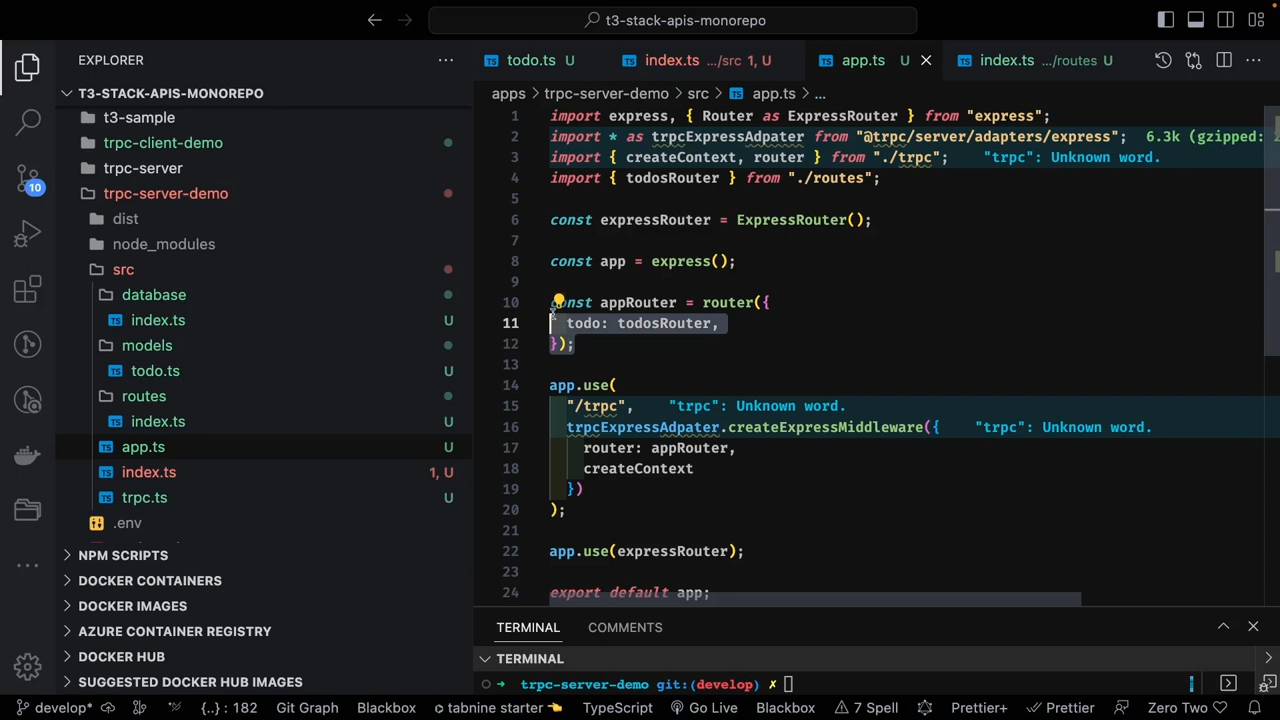 t3-stack-apis-monorepo
EXPLORER
T3-STACK-APIS-MONOREPO
t3-sample
trpc-client-demo
trpc-server
trpc-server-demo
dist
node_modules
src
database
index.ts U
models
todo.ts U
routes
index.ts U
app.ts U
index.ts 1, U
trpc.ts U
.env
NPM SCRIPTS
DOCKER CONTAINERS
DOCKER IMAGES
AZURE CONTAINER REGISTRY
DOCKER HUB
SUGGESTED DOCKER HUB IMAGES
10
TS todo.ts U TS index.ts .../src 1, U TS app.ts U TS index.ts .../routes U
apps > trpc-server-demo > src > TS app.ts > ...
1 import express, { Router as ExpressRouter } from "express";
2 import * as trpcExpressAdpater from "@trpc/server/adapters/express"; 6.3k (gzipped:
3 import { createContext, router } from "./trpc"; "trpc": Unknown word.
4 import { todosRouter } from "./routes";
5
6 const expressRouter = ExpressRouter();
7
8 const app = express();
9
10 const appRouter = router({
11 todo: todosRouter,
12 });
13
14 app.use(
15 "/trpc", "trpc": Unknown word.
16 trpcExpressAdpater.createExpressMiddleware({ "trpc": Unknown word.
17 router: appRouter,
18 createContext
19 })
20 );
21
22 app.use(expressRouter);
23
24 export default app;
TERMINAL COMMENTS
TERMINAL
trpc-server-demo git:(develop) ✗
develop* {..} : 182 Git Graph Blackbox tabnine starter TypeScript Go Live Blackbox 7 Spell Prettier+ Prettier Zero Two